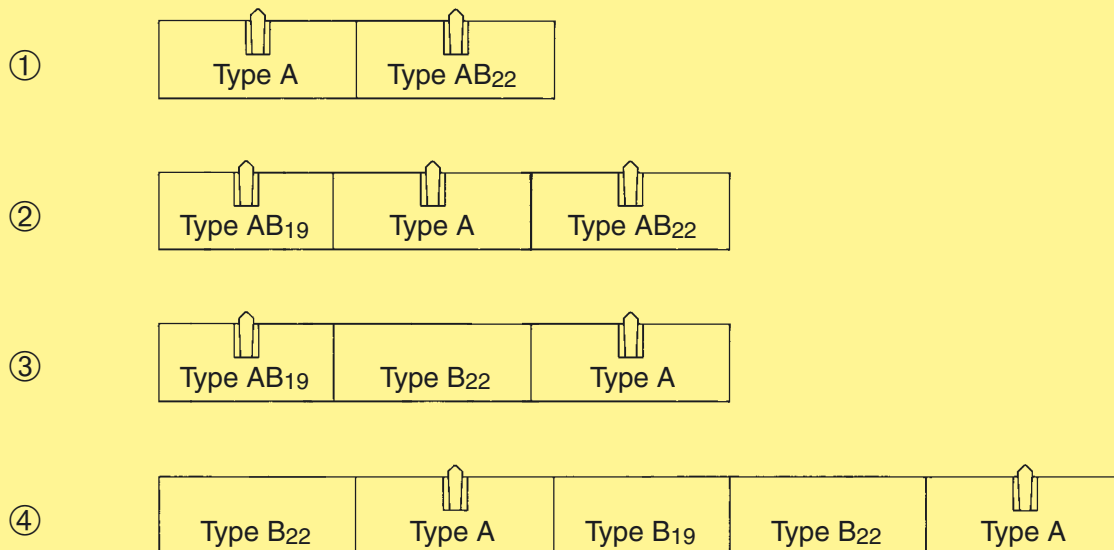 ① Type A Type AB₂₂
② Type AB₁₉ Type A Type AB₂₂
③ Type AB₁₉ Type B₂₂ Type A
④ Type B₂₂ Type A Type B₁₉ Type B₂₂ Type A